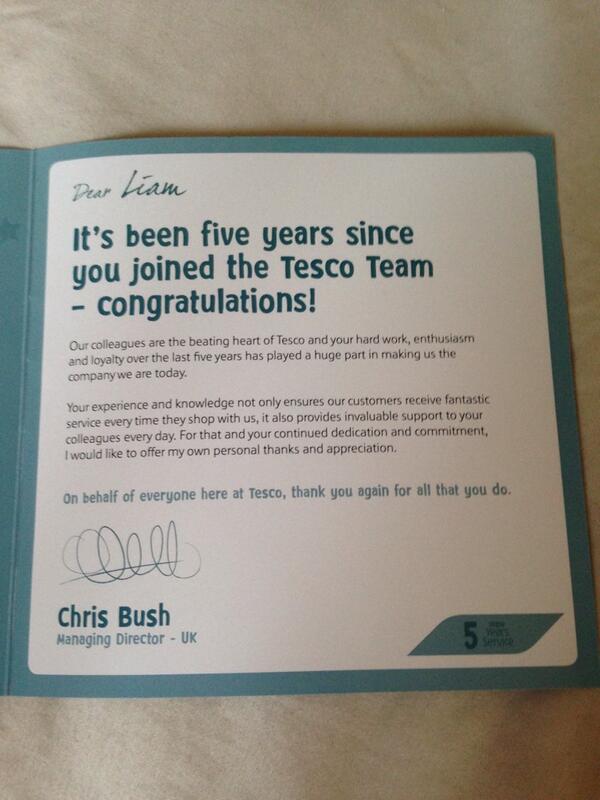 Dear Liam
It's been five years since
you joined the Tesco Team
– congratulations!
Our colleagues are the beating heart of Tesco and your hard work, enthusiasm
and loyalty over the last five years has played a huge part in making us the
company we are today.
Your experience and knowledge not only ensures our customers receive fantastic
service every time they shop with us, it also provides invaluable support to your
colleagues every day. For that and your continued dedication and commitment,
I would like to offer my own personal thanks and appreciation.
On behalf of everyone here at Tesco, thank you again for all that you do.
Chris Bush
Managing Director - UK
5 Years
Service